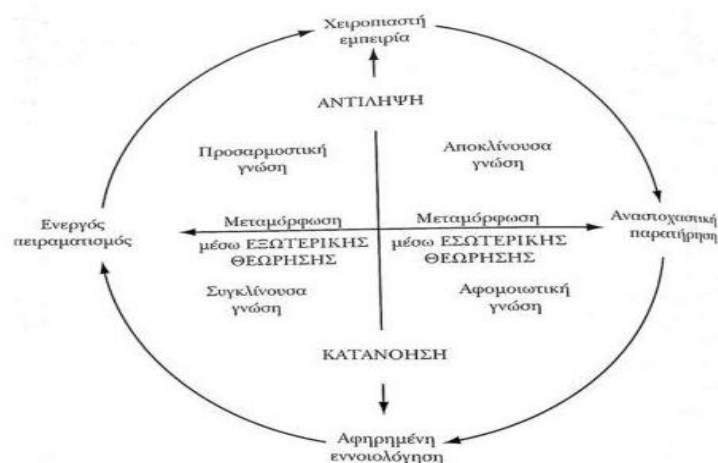 Χειροπιαστή
εμπειρία
ΑΝΤΙΛΗΨΗ
Προσαρμοστική
γνώση
Αποκλίνουσα
γνώση
Ενεργός
πειραματισμός
Μεταμόρφωση
μέσω ΕΞΩΤΕΡΙΚΗΣ
ΘΕΩΡΗΣΗΣ
Μεταμόρφωση
μέσω ΕΣΩΤΕΡΙΚΗΣ
ΘΕΩΡΗΣΗΣ
Αναστοχαστική
παρατήρηση
Συγκλίνουσα
γνώση
Αφομοιωτική
γνώση
ΚΑΤΑΝΟΗΣΗ
Αφηρημένη
εννοιολόγηση